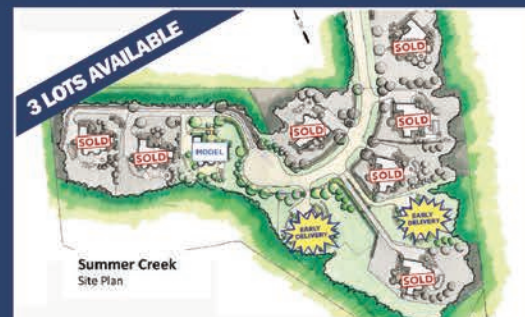 3 LOTS AVAILABLE
SOLD
SOLD
SOLD
SOLD
MODEL
SOLD
SOLD
EARLY
DELIVERY
EARLY
DELIVERY
SOLD
Summer Creek
Site Plan